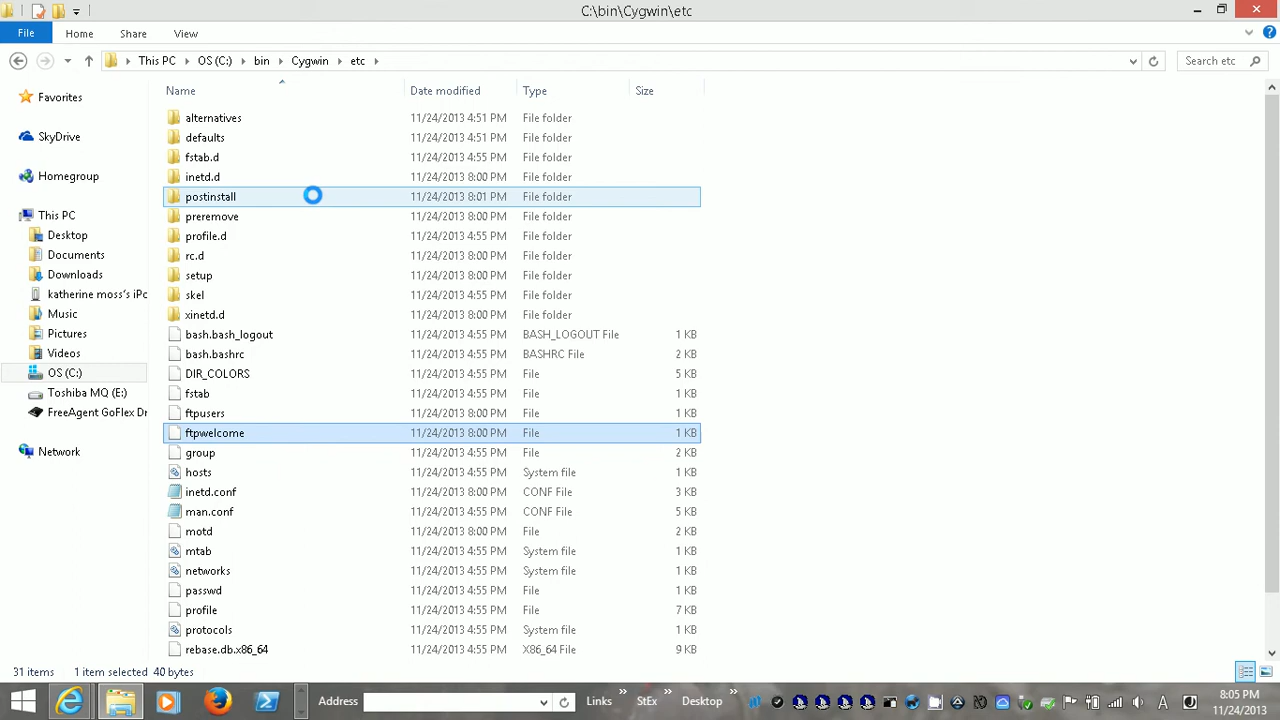 C:\bin\Cygwin\etc
File Home Share View
This PC OS (C:) bin Cygwin etc Search etc
Name Date modified Type Size
Favorites
SkyDrive
Homegroup
This PC
Desktop
Documents
Downloads
katherine moss's iPo
Music
Pictures
Videos
OS (C:)
Toshiba MQ (E:)
FreeAgent GoFlex Dr
Network
alternatives 11/24/2013 4:51 PM File folder
defaults 11/24/2013 4:51 PM File folder
fstab.d 11/24/2013 4:55 PM File folder
inetd.d 11/24/2013 8:00 PM File folder
postinstall 11/24/2013 8:01 PM File folder
preremove 11/24/2013 8:00 PM File folder
profile.d 11/24/2013 4:55 PM File folder
rc.d 11/24/2013 8:00 PM File folder
setup 11/24/2013 8:00 PM File folder
skel 11/24/2013 4:55 PM File folder
xinetd.d 11/24/2013 8:00 PM File folder
bash.bash_logout 11/24/2013 4:55 PM BASH_LOGOUT File 1 KB
bash.bashrc 11/24/2013 4:55 PM BASHRC File 2 KB
DIR_COLORS 11/24/2013 4:55 PM File 5 KB
fstab 11/24/2013 4:55 PM File 1 KB
ftpusers 11/24/2013 8:00 PM File 1 KB
ftpwelcome 11/24/2013 8:00 PM File 1 KB
group 11/24/2013 4:55 PM File 2 KB
hosts 11/24/2013 4:55 PM System file 1 KB
inetd.conf 11/24/2013 8:00 PM CONF File 3 KB
man.conf 11/24/2013 4:55 PM CONF File 5 KB
motd 11/24/2013 8:00 PM File 1 KB
mtab 11/24/2013 4:55 PM System file 1 KB
networks 11/24/2013 4:55 PM System file 1 KB
passwd 11/24/2013 4:55 PM File 1 KB
profile 11/24/2013 4:55 PM File 7 KB
protocols 11/24/2013 4:55 PM System file 1 KB
rebase.db.x86_64 11/24/2013 4:55 PM X86_64 File 9 KB
31 items 1 item selected 40 bytes
Address Links » StEx Desktop » A 8:05 PM
11/24/2013